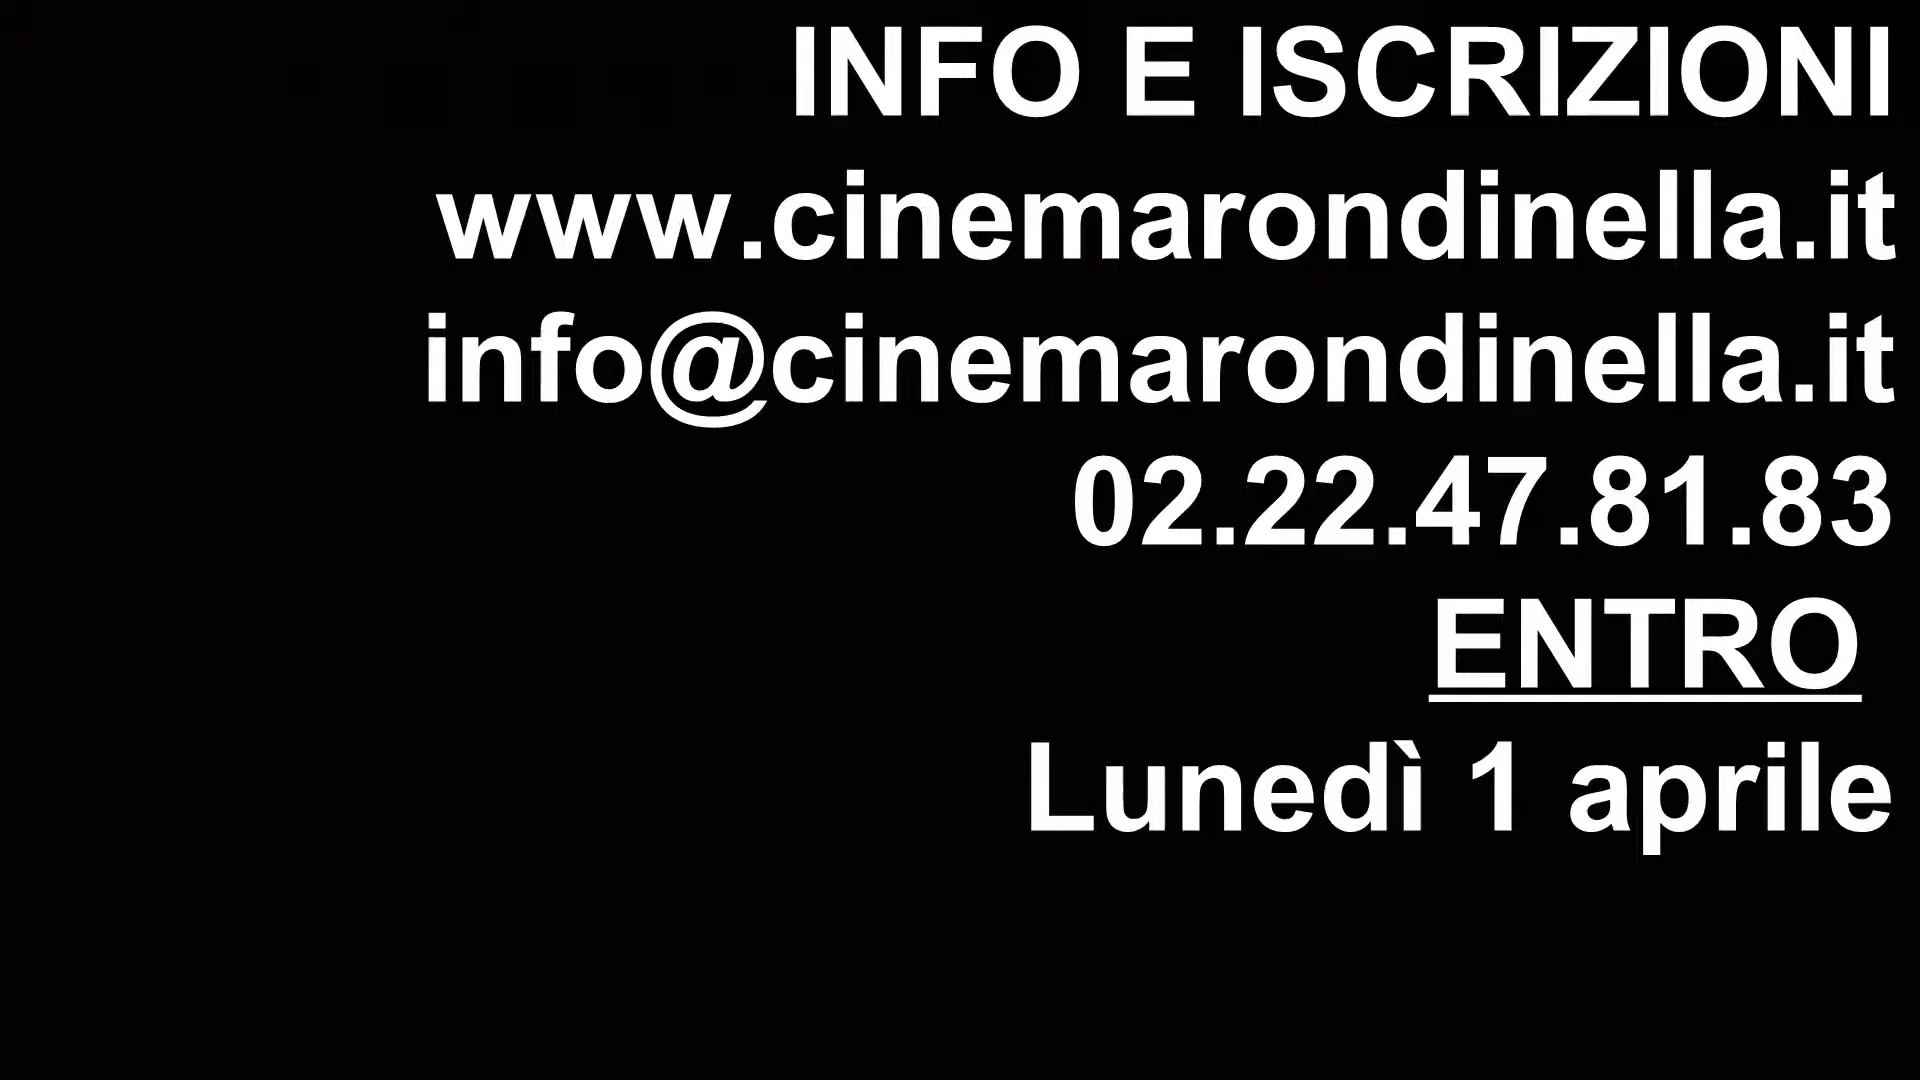 INFO E ISCRIZIONI
www.cinemarondinella.it
info@cinemarondinella.it
02.22.47.81.83
ENTRO
Lunedì 1 aprile